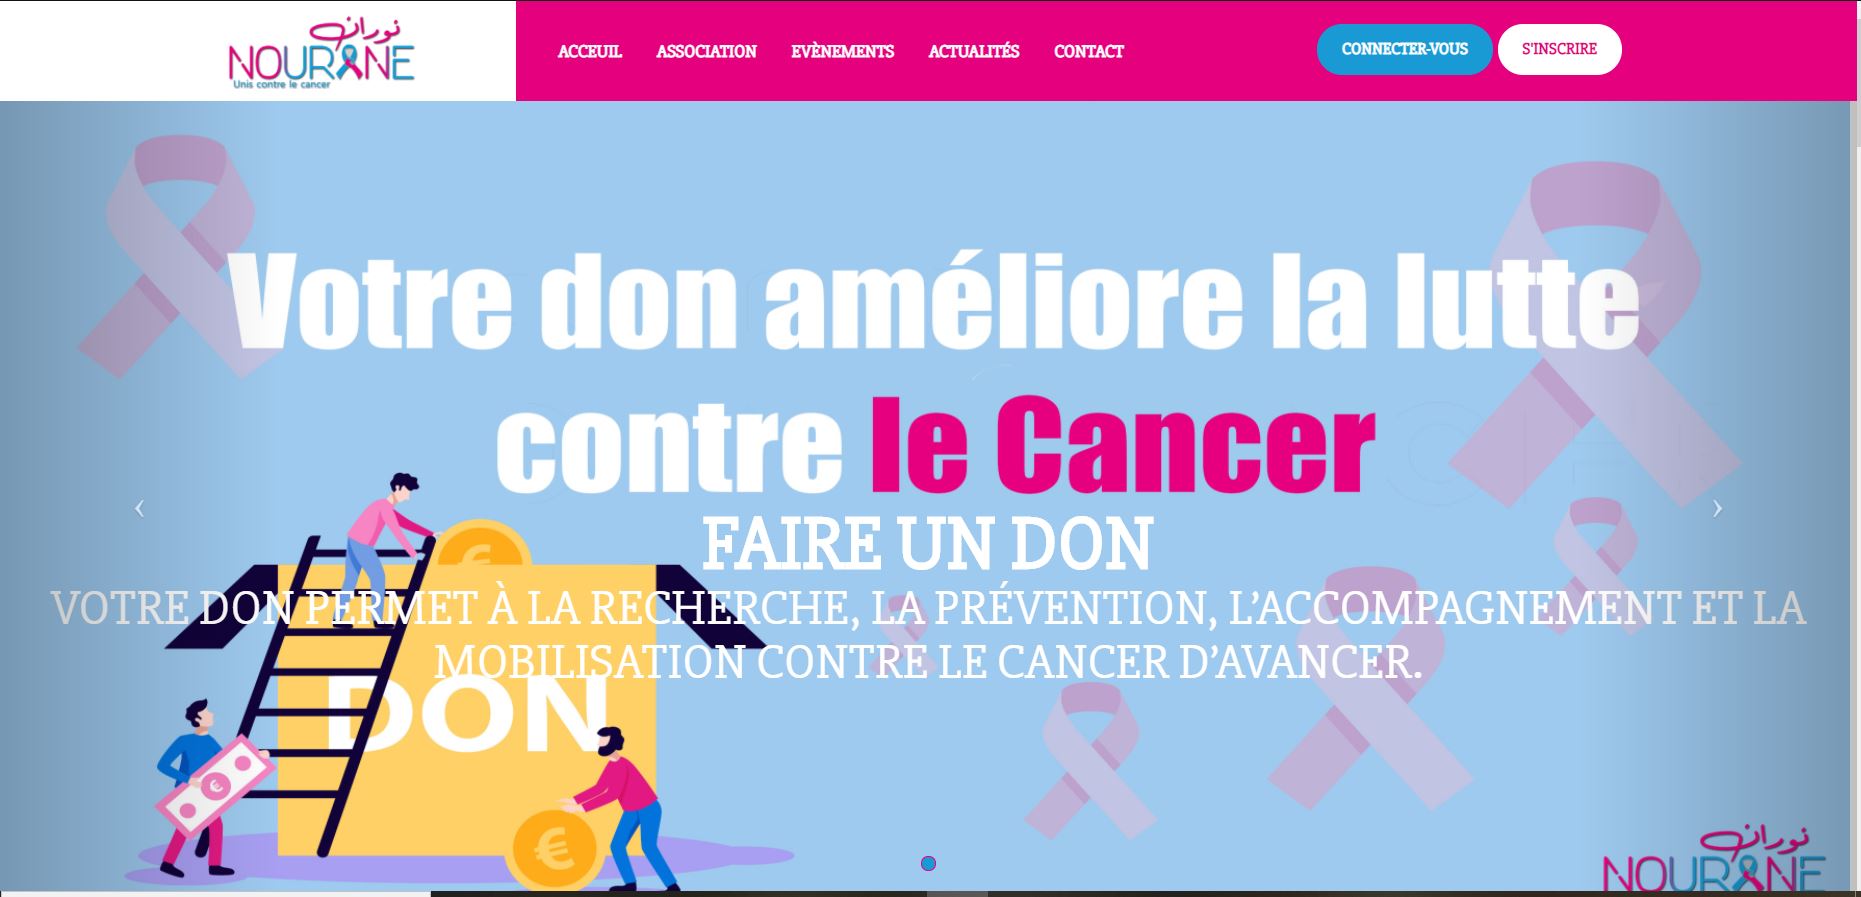 نوران
NOURANE
Unis contre le cancer
ACCEUIL ASSOCIATION EVÈNEMENTS ACTUALITÉS CONTACT
CONNECTER-VOUS S'INSCRIRE
Votre don améliore la lutte
contre le Cancer
FAIRE UN DON
VOTRE DON PERMET À LA RECHERCHE, LA PRÉVENTION, L’ACCOMPAGNEMENT ET LA
MOBILISATION CONTRE LE CANCER D’AVANCER.
DON
نوران
NOURANE